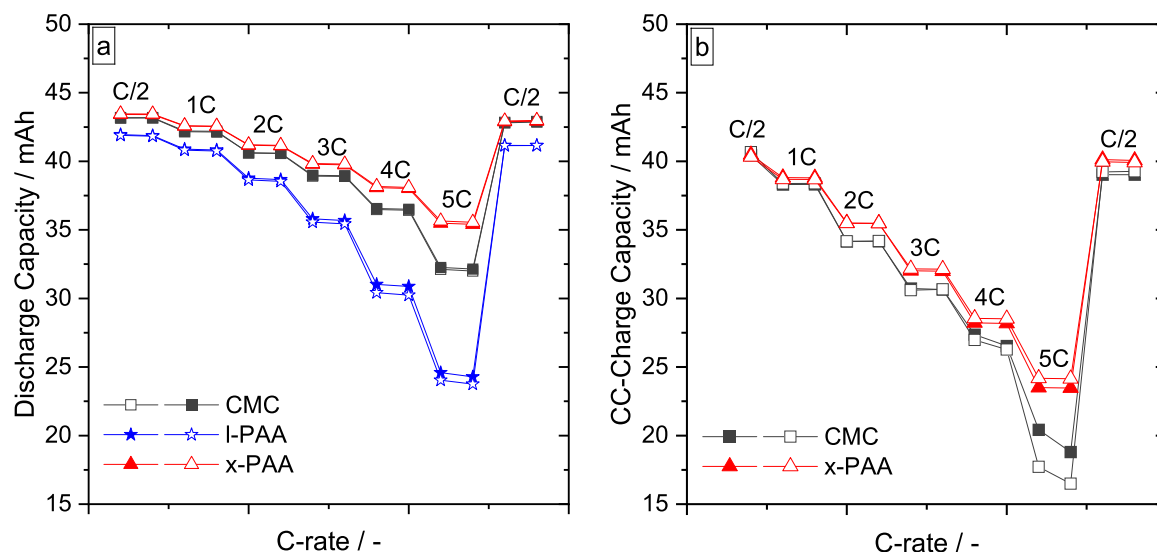 a
Discharge Capacity / mAh
50
45
40
35
30
25
20
15
C/2
1C
2C
3C
4C
5C
C/2
CMC
l-PAA
x-PAA
C-rate / -
b
CC-Charge Capacity / mAh
50
45
40
35
30
25
20
15
C/2
1C
2C
3C
4C
5C
C/2
CMC
x-PAA
C-rate / -